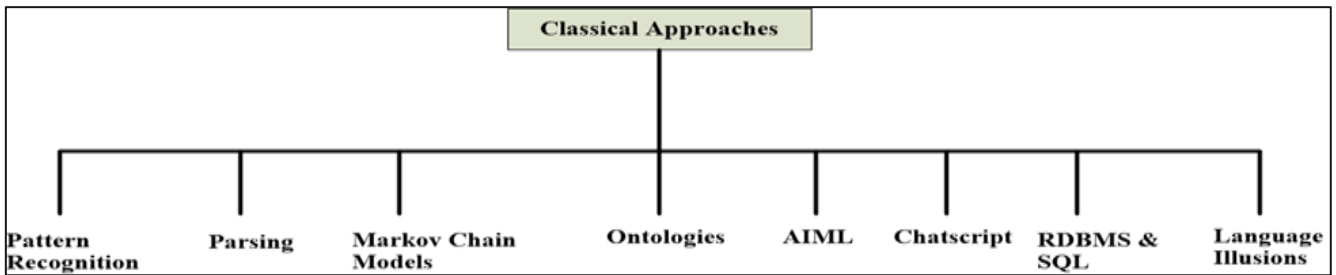 Classical Approaches
Pattern
Recognition
Parsing
Markov Chain
Models
Ontologies
AIML
Chatscript
RDBMS &
SQL
Language
Illusions